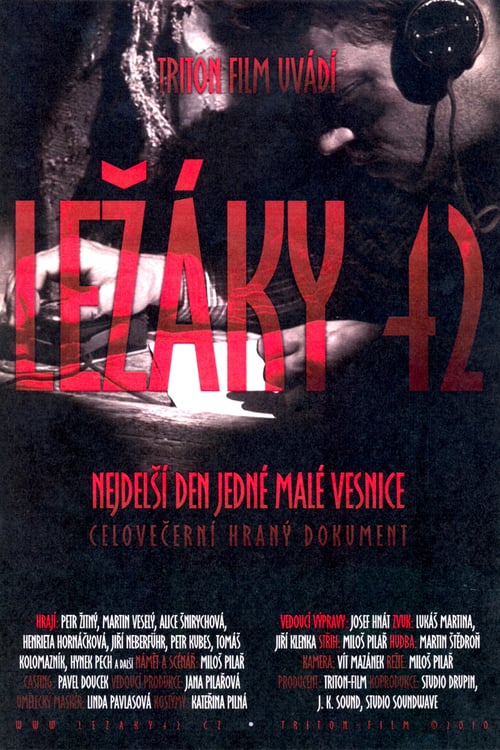 TRITON FILM UVÁDÍ
LEŽÁKY 42
NEJDELŠÍ DEN JEDNÉ MALÉ VESNICE
CELOVEČERNÍ HRANÝ DOKUMENT
HRAJÍ: PETR ŽITNÝ, MARTIN VESELÝ, ALICE ŠNIRYCHOVÁ,
HENRIETA HORNÁČKOVÁ, JIŘÍ NEBERFÜHR, PETR KUBES, TOMÁŠ
KOLOMAZNÍK, HYNEK PECH A DALŠÍ NÁMĚT A SCÉNÁŘ: MILOŠ PILAŘ
CASTING: PAVEL DOUCEK VEDOUCÍ PRODUKCE: JANA PILAŘOVÁ
UMĚLECKÝ MASKÉR: LINDA PAVLASOVÁ KOSTÝMY: KATEŘINA PILNÁ
VEDOUCÍ VÝPRAVY: JOSEF HNÁT ZVUK: LUKÁŠ MARTINA,
JIŘÍ KLENKA STŘIH: MILOŠ PILAŘ HUDBA: MARTIN ŠTĚDROŇ
KAMERA: VÍT MAZÁNEK REŽIE: MILOŠ PILAŘ
PRODUCENT: TRITON-FILM KOPRODUKCE: STUDIO DRUPIN,
J. K. SOUND, STUDIO SOUNDWAVE
WWW.LEZAKY42.CZ • TRITON-FILM ©2010